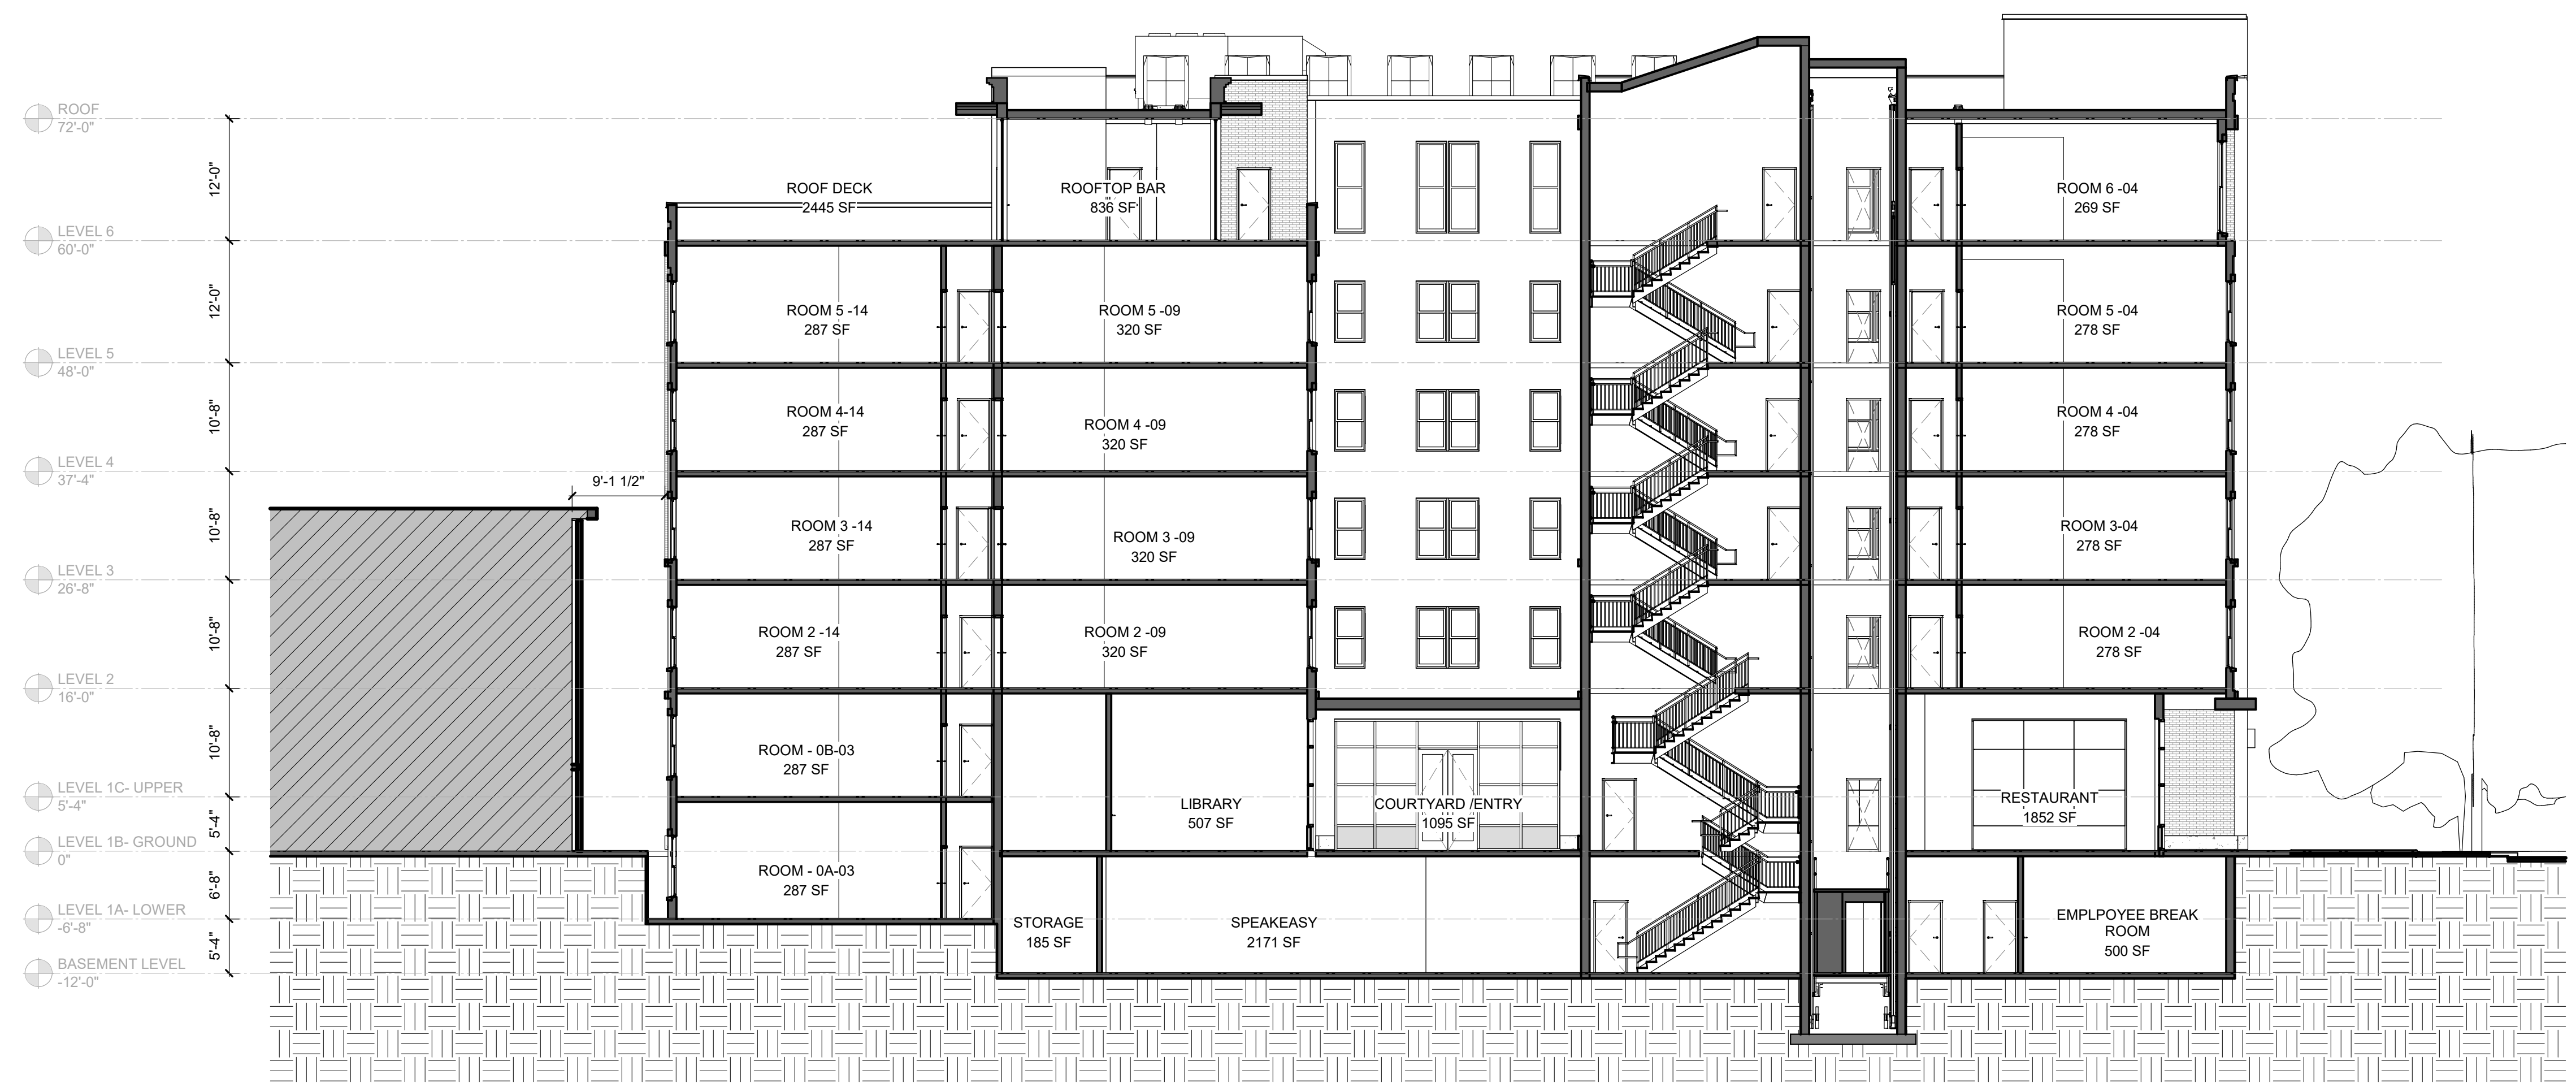 ROOF
72'-0"
12'-0"
ROOF DECK
2445 SF
ROOFTOP BAR
836 SF
ROOM 6 -04
269 SF
LEVEL 6
60'-0"
12'-0"
ROOM 5 -14
287 SF
ROOM 5 -09
320 SF
ROOM 5 -04
278 SF
LEVEL 5
48'-0"
10'-8"
ROOM 4-14
287 SF
ROOM 4 -09
320 SF
ROOM 4 -04
278 SF
LEVEL 4
37'-4"
9'-1 1/2"
10'-8"
ROOM 3 -14
287 SF
ROOM 3 -09
320 SF
ROOM 3-04
278 SF
LEVEL 3
26'-8"
10'-8"
ROOM 2 -14
287 SF
ROOM 2 -09
320 SF
ROOM 2 -04
278 SF
LEVEL 2
16'-0"
10'-8"
ROOM - 0B-03
287 SF
LEVEL 1C- UPPER
5'-4"
5'-4"
LIBRARY
507 SF
COURTYARD /ENTRY
1095 SF
RESTAURANT
1852 SF
LEVEL 1B- GROUND
0"
6'-8"
ROOM - 0A-03
287 SF
LEVEL 1A- LOWER
-6'-8"
5'-4"
STORAGE
185 SF
SPEAKEASY
2171 SF
EMPLPOYEE BREAK
ROOM
500 SF
BASEMENT LEVEL
-12'-0"